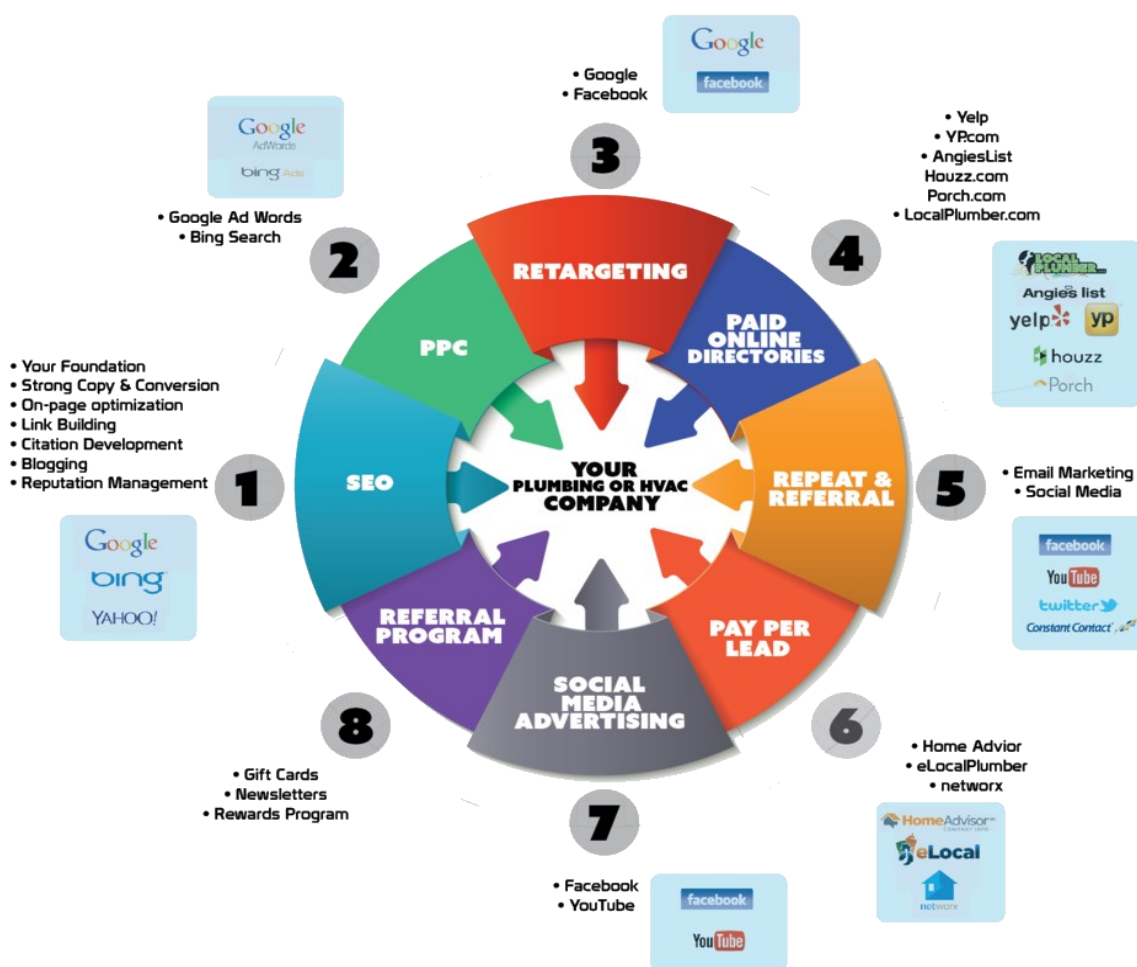 Google
facebook
• Google
• Facebook
3
Google
AdWords
bing Ads
• Google Ad Words
• Bing Search
2
• Yelp
• YP.com
• AngiesList
Houzz.com
Porch.com
• LocalPlumber.com
4
LOCAL
PLUMBER
Angies list
yelp
yp
houzz
Porch
RETARGETING
PPC
PAID
ONLINE
DIRECTORIES
• Your Foundation
• Strong Copy & Conversion
• On-page optimization
• Link Building
• Citation Development
• Blogging
• Reputation Management
1
SEO
YOUR
PLUMBING OR HVAC
COMPANY
REPEAT &
REFERRAL
5
• Email Marketing
• Social Media
Google
bing
YAHOO!
facebook
YouTube
twitter
Constant Contact
REFERRAL
PROGRAM
PAY PER
LEAD
SOCIAL
MEDIA
ADVERTISING
8
• Gift Cards
• Newsletters
• Rewards Program
6
• Home Advior
• eLocalPlumber
• networx
HomeAdvisor
eLocal
networx
7
• Facebook
• YouTube
facebook
YouTube